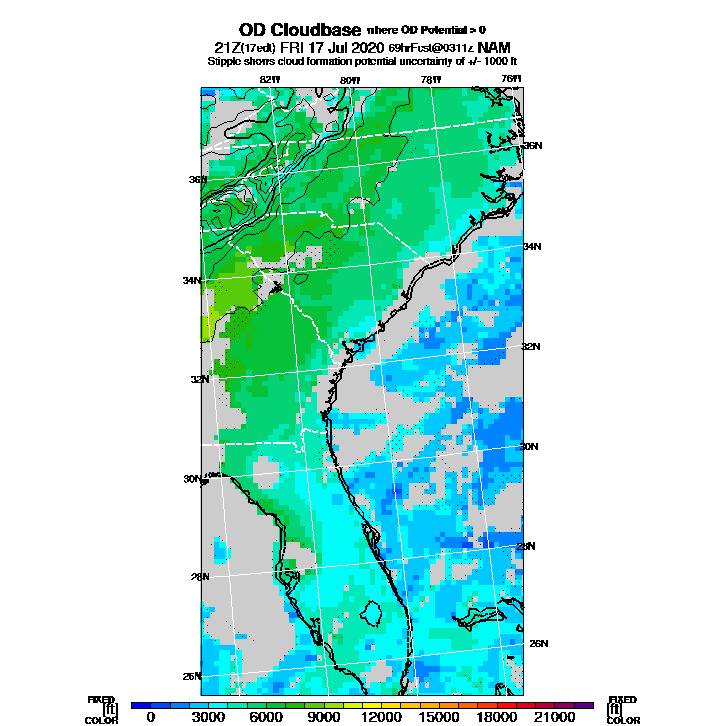 OD Cloudbase where OD Potential > 0
21Z(17edt) FRI 17 Jul 2020 69hrFcst@0311z NAM
Stipple shows cloud formation potential uncertainty of +/- 1000 ft
82W 80W 78W 76W
36N 36N
34N 34N
32N 32N
30N 30N
28N 28N
26N 26N
FIXED FIXED
[ft] [ft]
COLOR COLOR
0 3000 6000 9000 12000 15000 18000 21000